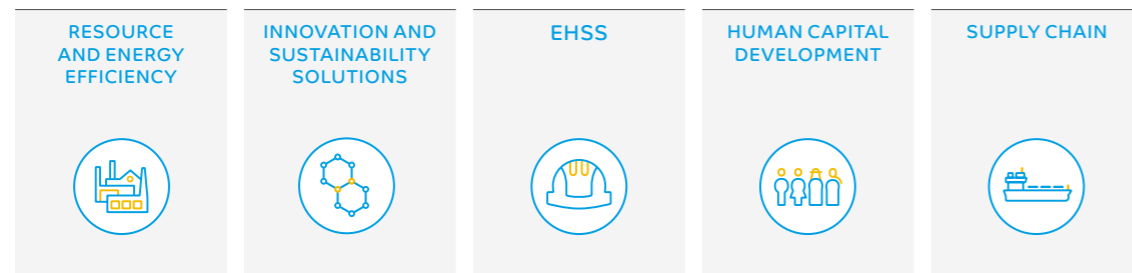 RESOURCE
AND ENERGY
EFFICIENCY
INNOVATION AND
SUSTAINABILITY
SOLUTIONS
EHSS
HUMAN CAPITAL
DEVELOPMENT
SUPPLY CHAIN